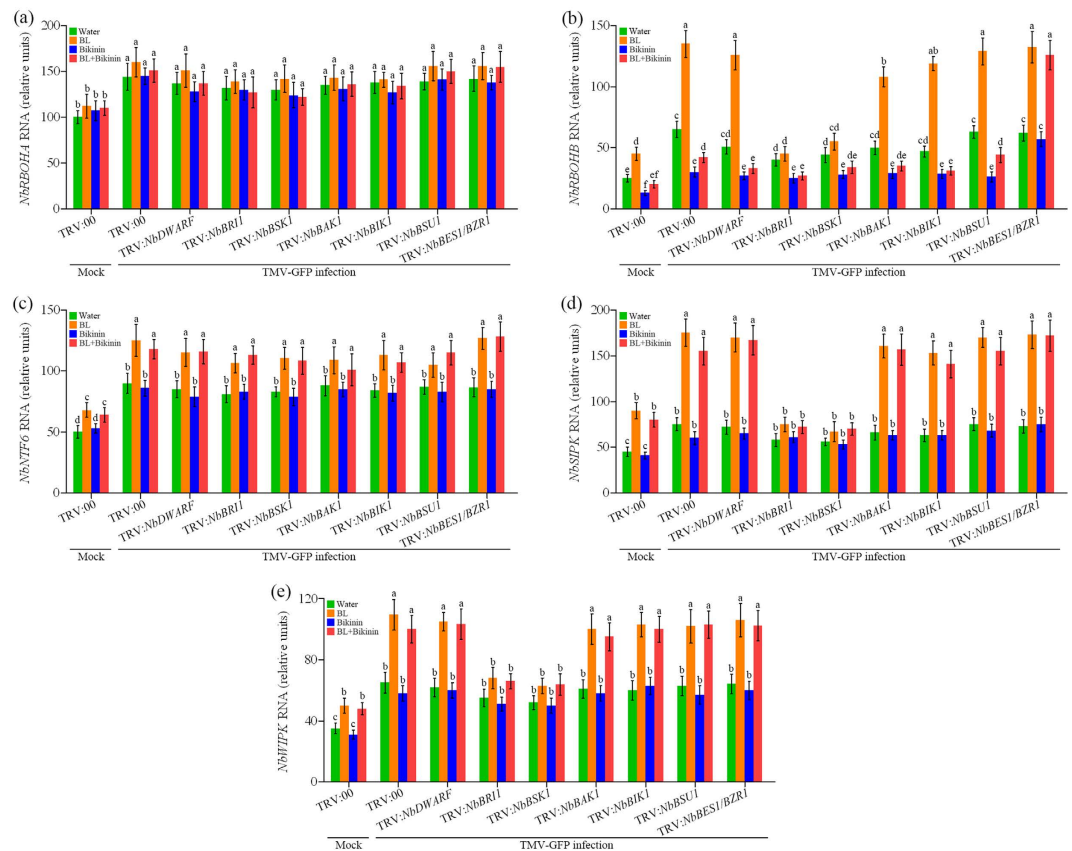 (a)
NbRBOHA RNA (relative units)
200
150
100
50
0
Water
BL
Bikinin
BL+Bikinin
b b b b a a a a a a a a a a a a a a a a a a a a a a a a a a a a a a a a
TRV:00 TRV:00 TRV:NbDWARF TRV:NbBRI1 TRV:NbBSK1 TRV:NbBAK1 TRV:NbBIK1 TRV:NbBSU1 TRV:NbBES1/BZR1
Mock TMV-GFP infection
(b)
NbRBOHB RNA (relative units)
150
100
50
0
Water
BL
Bikinin
BL+Bikinin
e d f ef c a e d cd a e e d d e e cd cd e de cd b e de cd ab e e c a e d c a c a
TRV:00 TRV:00 TRV:NbDWARF TRV:NbBRI1 TRV:NbBSK1 TRV:NbBAK1 TRV:NbBIK1 TRV:NbBSU1 TRV:NbBES1/BZR1
Mock TMV-GFP infection
(c)
NbNTF6 RNA (relative units)
150
100
50
0
Water
BL
Bikinin
BL+Bikinin
d c d c b a b a b a b a b a b a b a b a b a b a b a b a b a b a b a b a
TRV:00 TRV:00 TRV:NbDWARF TRV:NbBRI1 TRV:NbBSK1 TRV:NbBAK1 TRV:NbBIK1 TRV:NbBSU1 TRV:NbBES1/BZR1
Mock TMV-GFP infection
(d)
NbSIPK RNA (relative units)
200
150
100
50
0
Water
BL
Bikinin
BL+Bikinin
c b c b b a b a b a b a b b b b b b b b b a b a b a b a b a b a b a b a
TRV:00 TRV:00 TRV:NbDWARF TRV:NbBRI1 TRV:NbBSK1 TRV:NbBAK1 TRV:NbBIK1 TRV:NbBSU1 TRV:NbBES1/BZR1
Mock TMV-GFP infection
(e)
NbWIPK RNA (relative units)
120
80
40
0
Water
BL
Bikinin
BL+Bikinin
c b c b b a b a b a b a b b b b b b b b b a b a b a b a b a b a b a b a
TRV:00 TRV:00 TRV:NbDWARF TRV:NbBRI1 TRV:NbBSK1 TRV:NbBAK1 TRV:NbBIK1 TRV:NbBSU1 TRV:NbBES1/BZR1
Mock TMV-GFP infection